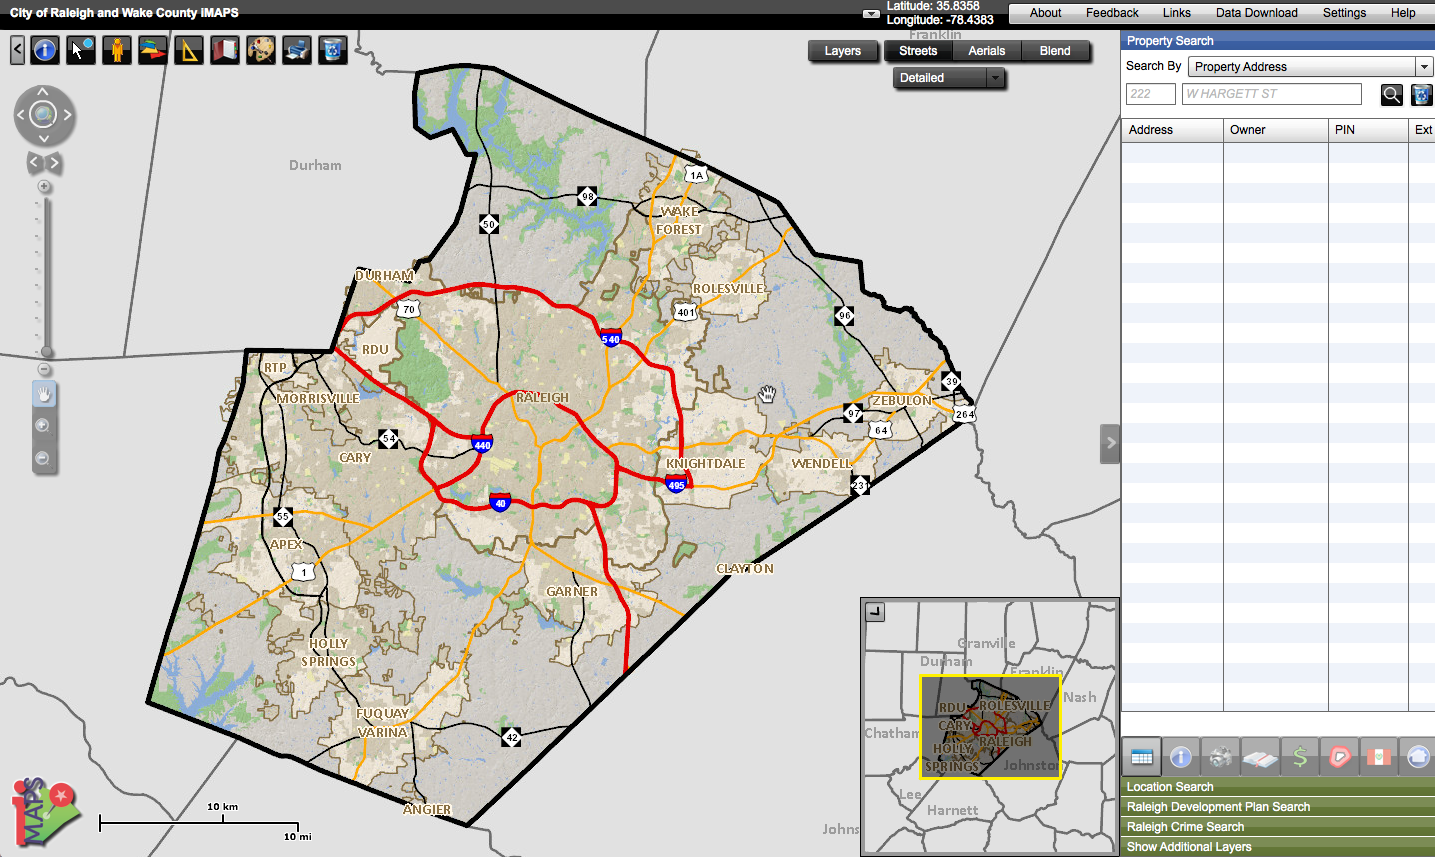 City of Raleigh and Wake County iMAPS
Latitude: 35.8358
Longitude: -78.4383
About Feedback Links Data Download Settings Help
Franklin
Layers Streets Aerials Blend
Detailed
Property Search
Search By Property Address
222 W HARGETT ST
Address Owner PIN Ext
Durham
1A
98
WAKE
FOREST
50
DURHAM
ROLESVILLE
70
401
96
540
RDU
RTP
39
MORRISVILLE
RALEIGH
ZEBULON
97
264
64
54
440
CARY
KNIGHTDALE
WENDELL
495
231
40
55
APEX
1
CLAYTON
GARNER
HOLLY
SPRINGS
FUQUAY
VARINA
42
ANGIER
10 km
10 mi
iMAPS
Johns
Granville
Durham
Franklin
Nash
RDU ROLESVILLE
CARY
Chatham
RALEIGH
HOLLY
SPRINGS
Johnston
Lee
Harnett
Location Search
Raleigh Development Plan Search
Raleigh Crime Search
Show Additional Layers